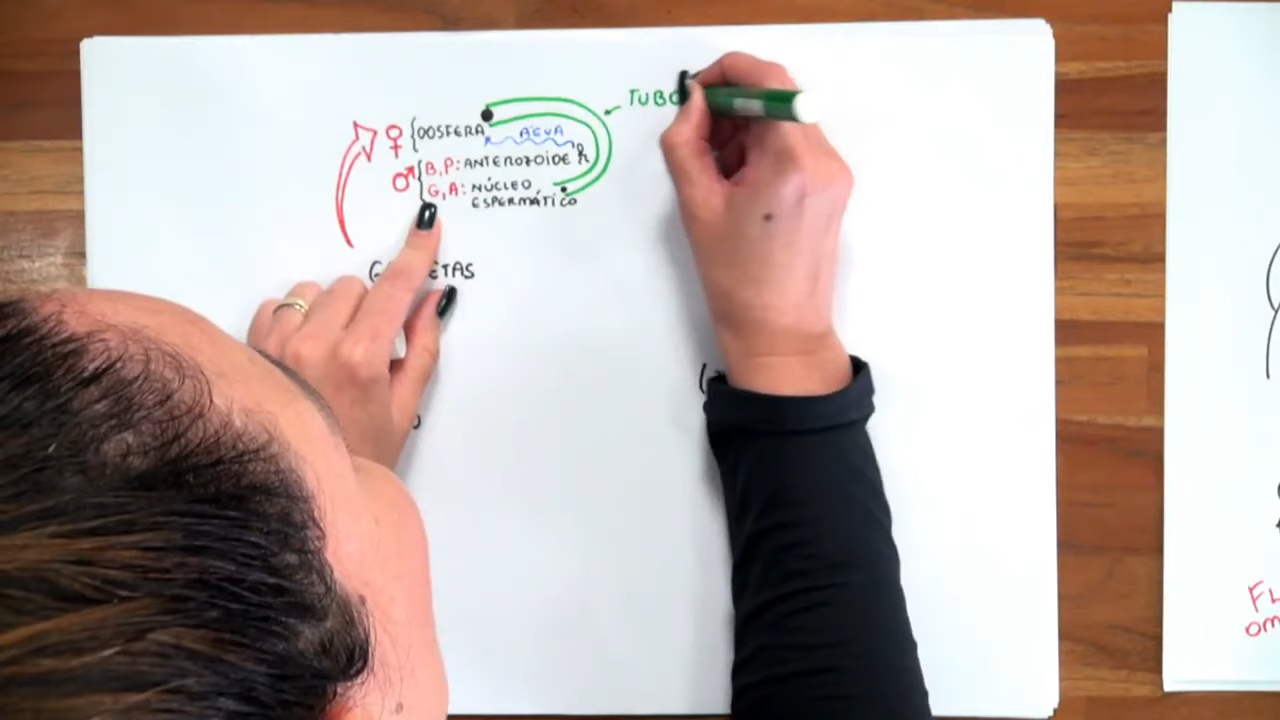 TUBO
♀ { OOSFERA
ÁGUA
♂ { B, P: ANTEROZOIDE
G, A: NÚCLEO
ESPERMÁTICO